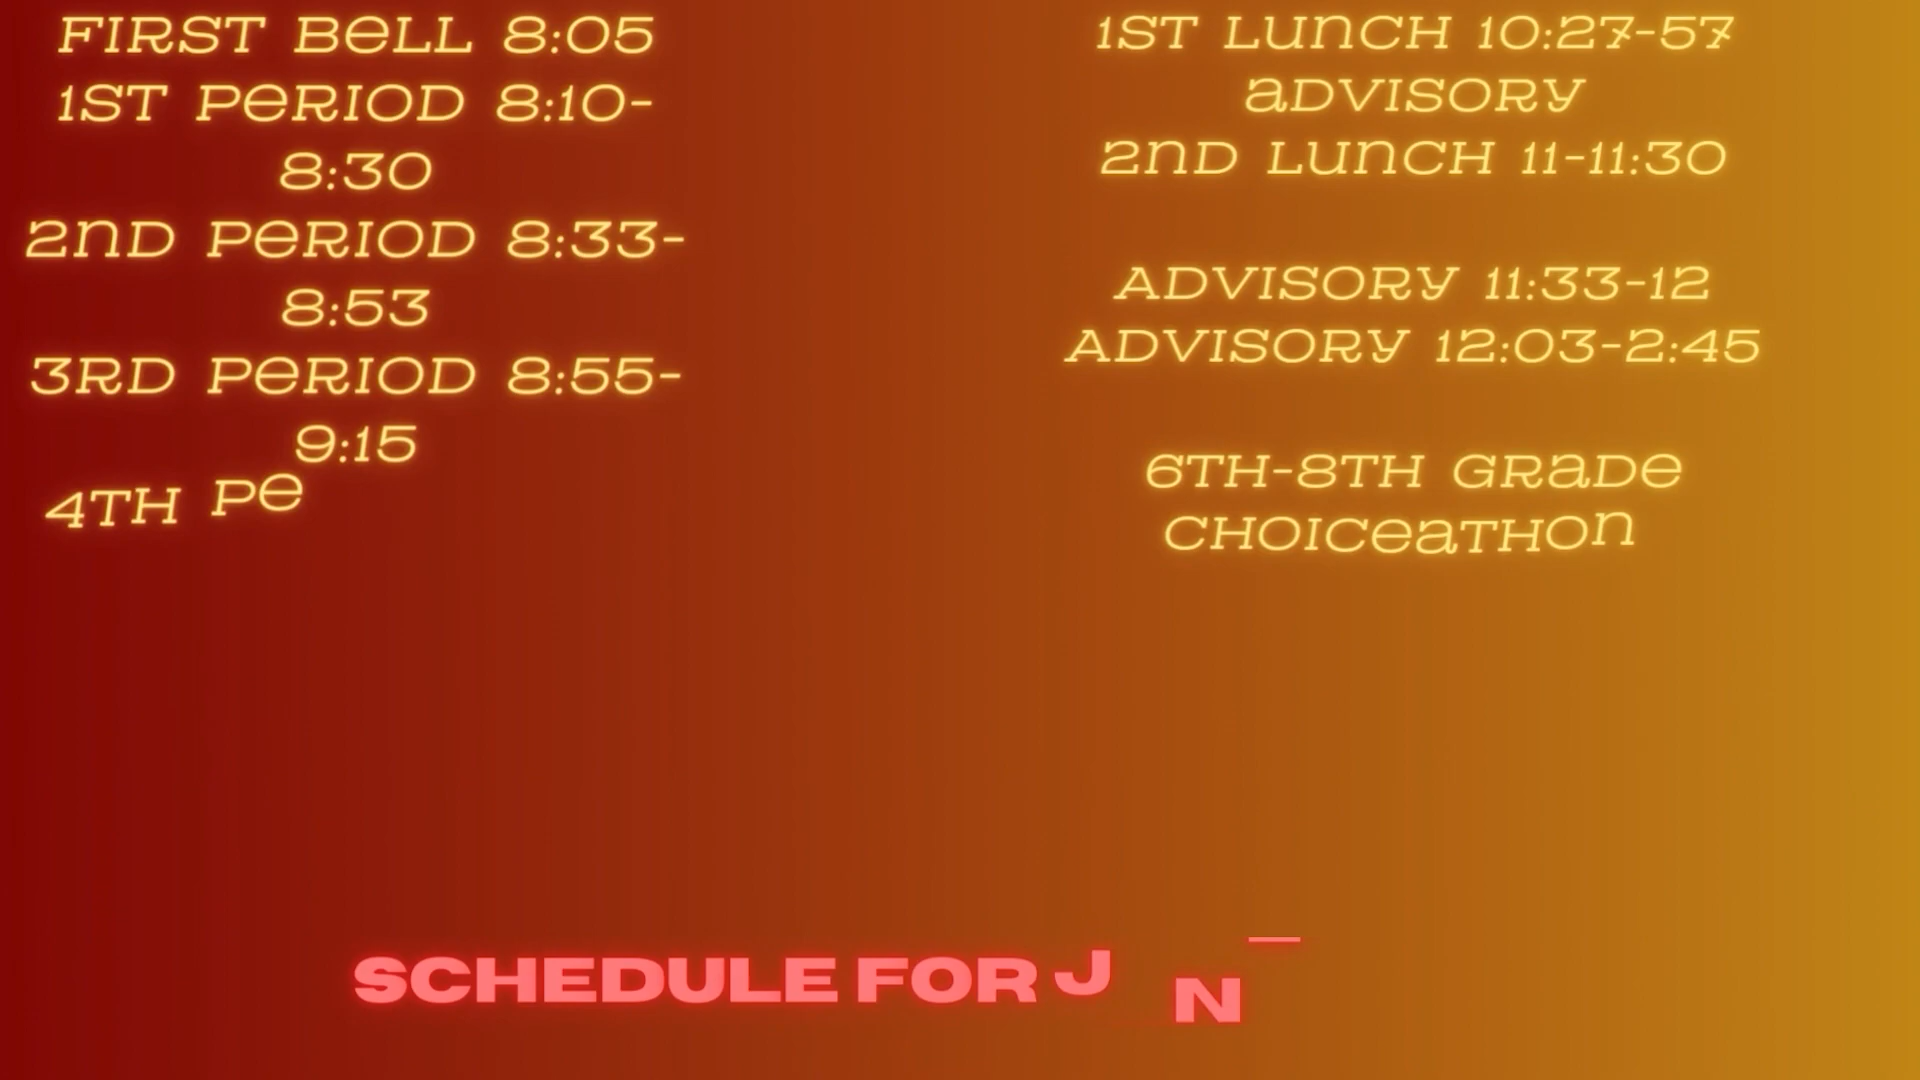 FIRST BELL 8:05
1ST PERIOD 8:10-
8:30
2ND PERIOD 8:33-
8:53
3RD PERIOD 8:55-
9:15
4TH PE
1ST LUNCH 10:27-57
ADVISORY
2ND LUNCH 11-11:30
ADVISORY 11:33-12
ADVISORY 12:03-2:45
6TH-8TH GRADE
CHOICEATHON
SCHEDULE FOR J N